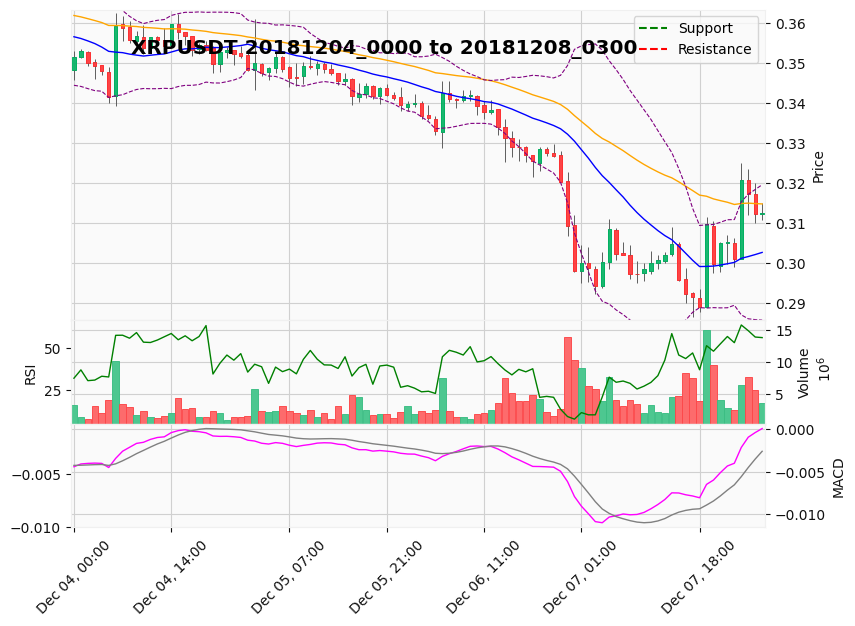 XRPUSDT 20181204_0000 to 20181208_0300
Support
Resistance
0.36
0.35
0.34
0.33
0.32
0.31
0.30
0.29
Price
RSI
50
25
15
10
5
Volume
10^6
0.000
−0.005
−0.010
MACD
−0.005
−0.010
Dec 04, 00:00
Dec 04, 14:00
Dec 05, 07:00
Dec 05, 21:00
Dec 06, 11:00
Dec 07, 01:00
Dec 07, 18:00